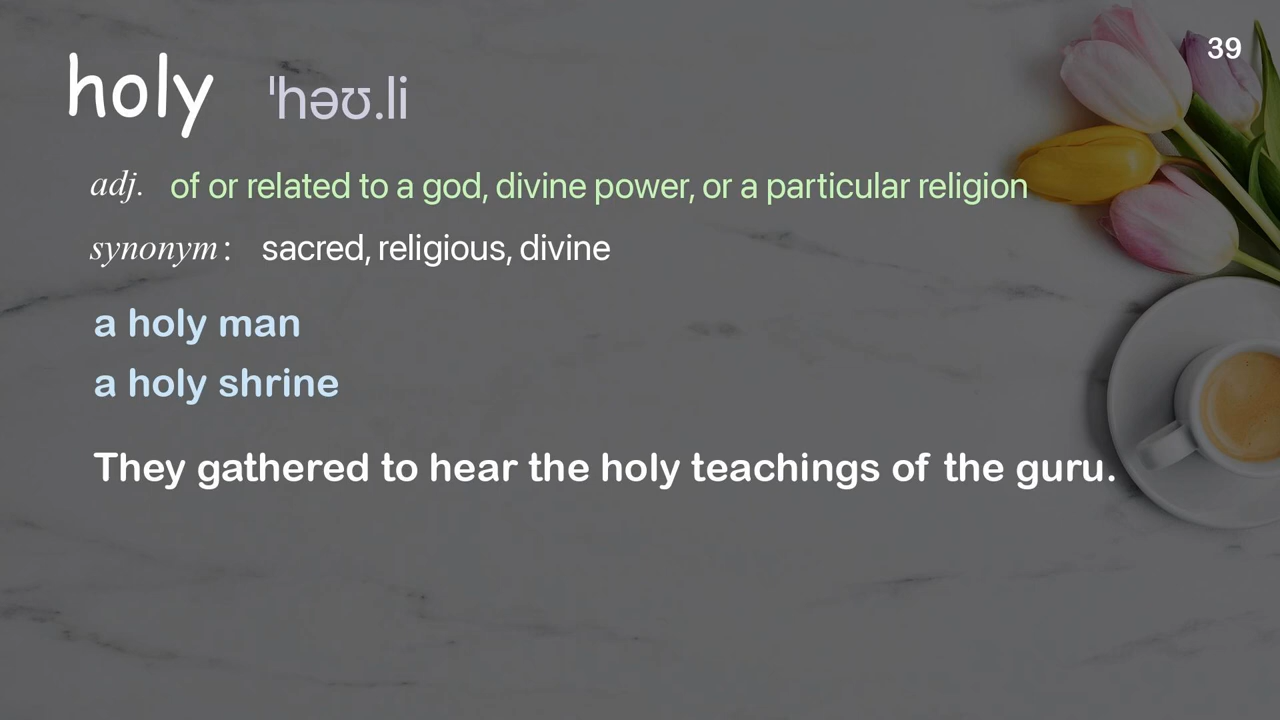 39
holy ˈhəʊ.li
adj. of or related to a god, divine power, or a particular religion
synonym: sacred, religious, divine
a holy man
a holy shrine
They gathered to hear the holy teachings of the guru.